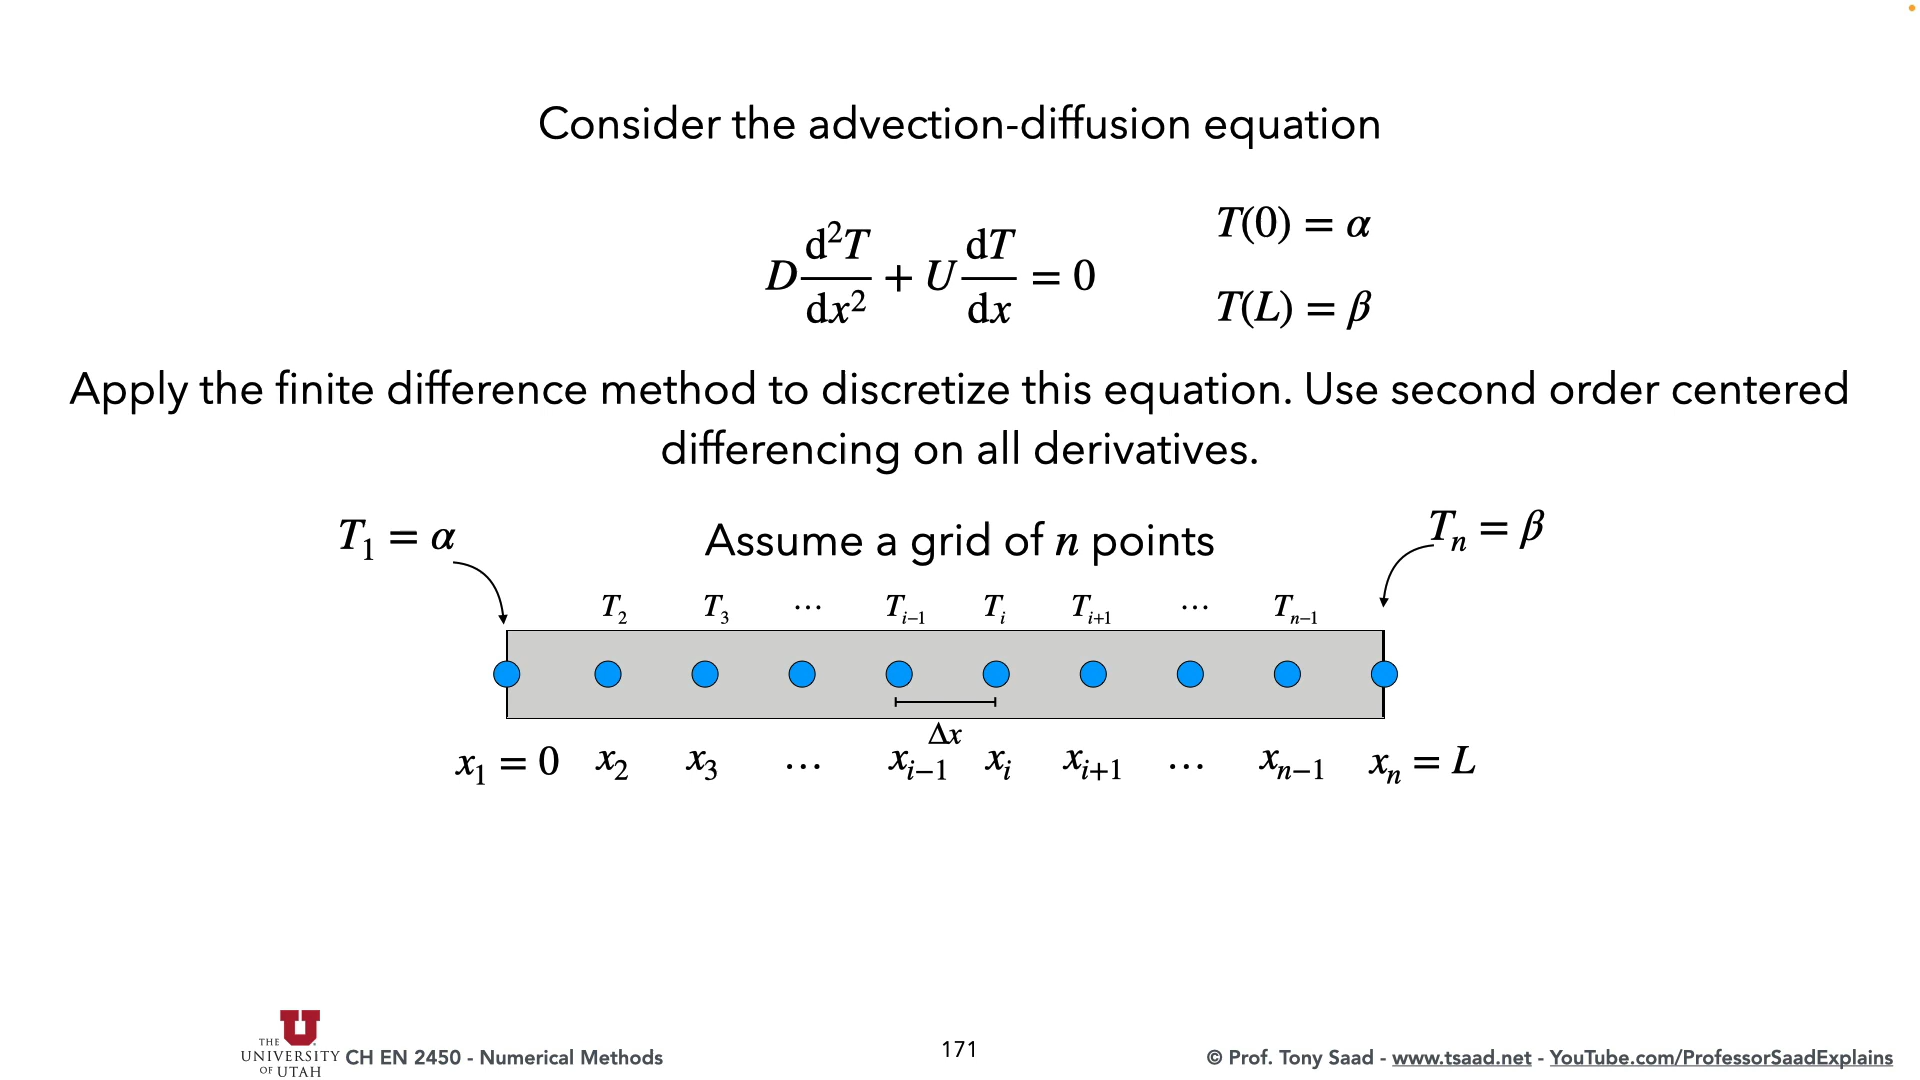 Consider the advection-diffusion equation
D d²T/dx² + U dT/dx = 0
T(0) = α
T(L) = β
Apply the finite difference method to discretize this equation. Use second order centered
differencing on all derivatives.
T₁ = α
Assume a grid of n points
Tₙ = β
T₂ T₃ ⋯ Tᵢ₋₁ Tᵢ Tᵢ₊₁ ⋯ Tₙ₋₁
Δx
x₁ = 0 x₂ x₃ ⋯ xᵢ₋₁ xᵢ xᵢ₊₁ ⋯ xₙ₋₁ xₙ = L
THE
UNIVERSITY
OF UTAH
CH EN 2450 - Numerical Methods
171
© Prof. Tony Saad - www.tsaad.net - YouTube.com/ProfessorSaadExplains